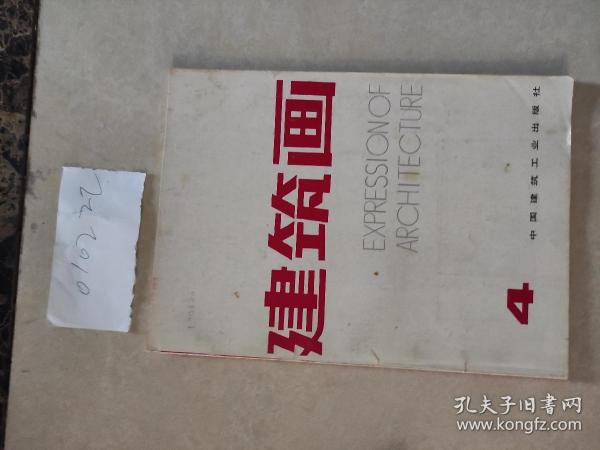 建筑画
EXPRESSION OF
ARCHITECTURE
4
中国建筑工业出版社
010222
孔夫子旧书网
www.kongfz.com